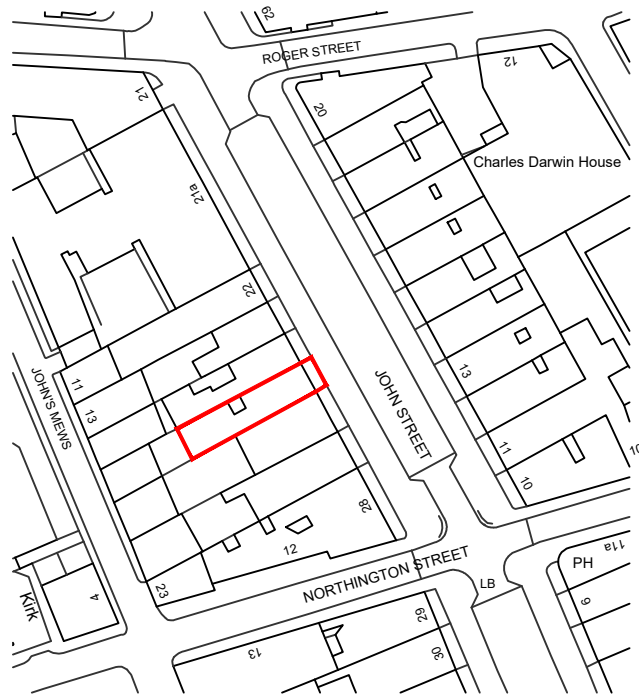 62
ROGER STREET
12
21
20
Charles Darwin House
21a
22
JOHN'S MEWS
11
13
JOHN STREET
13
11
10
10
28
12
NORTHINGTON STREET
11a
PH
LB
23
Kirk
4
9
29
13
30